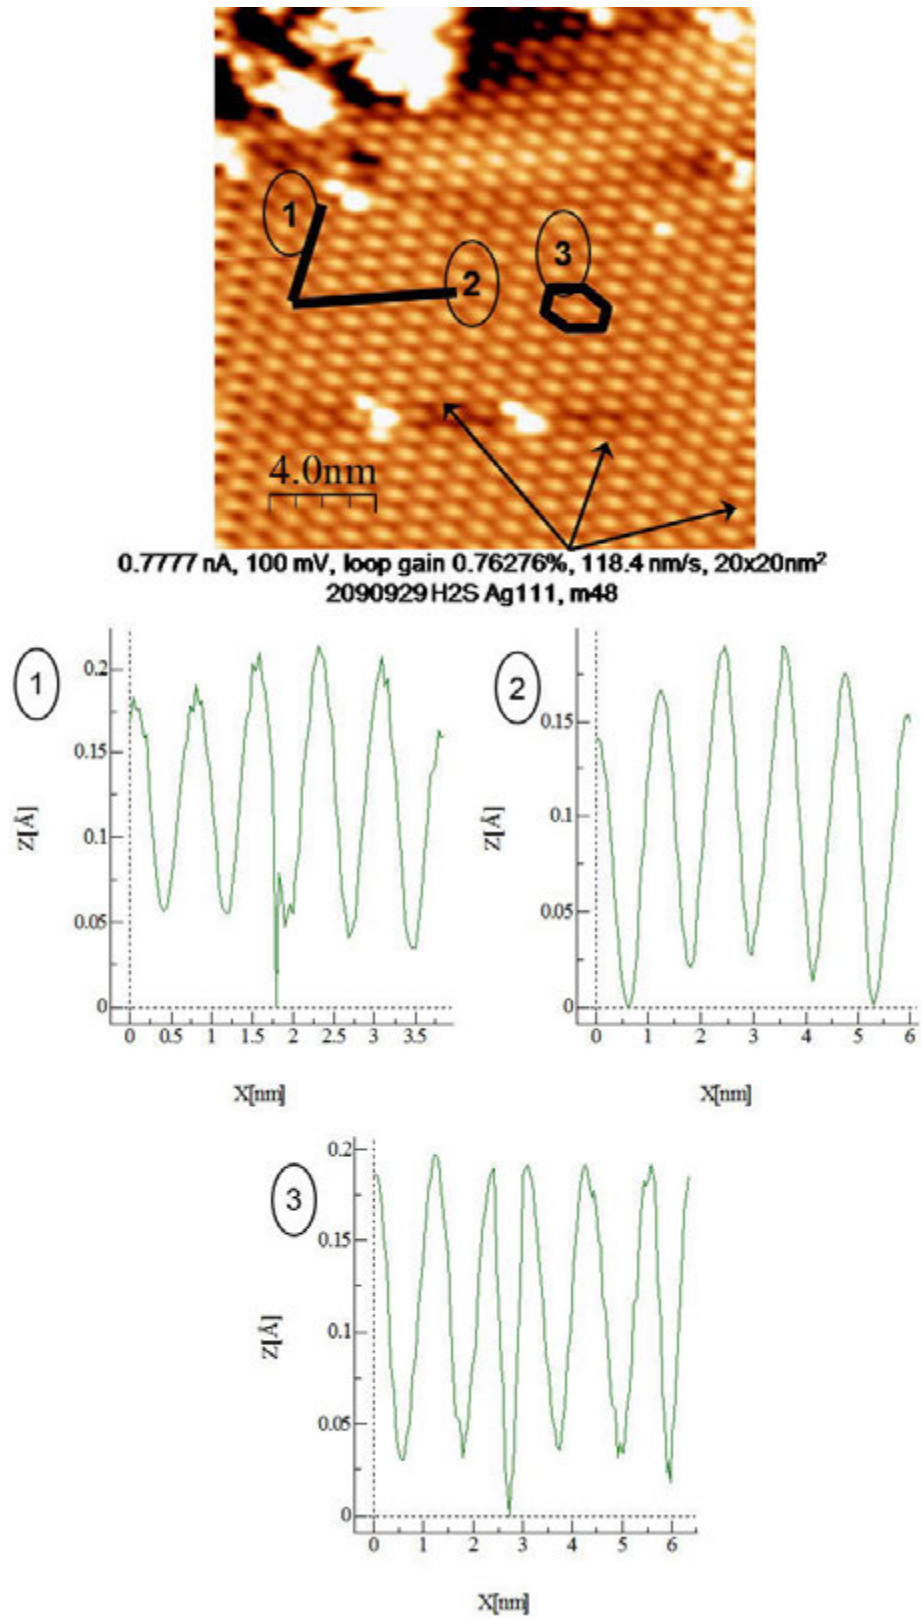 1
2
3
4.0nm
0.7777 nA, 100 mV, loop gain 0.76276%, 118.4 nm/s, 20x20nm²
2090929 H2S Ag111, m48
1
Z[Å]
0.2
0.15
0.1
0.05
0
0 0.5 1 1.5 2 2.5 3 3.5
X[nm]
2
Z[Å]
0.15
0.1
0.05
0
0 1 2 3 4 5 6
X[nm]
3
Z[Å]
0.2
0.15
0.1
0.05
0
0 1 2 3 4 5 6
X[nm]